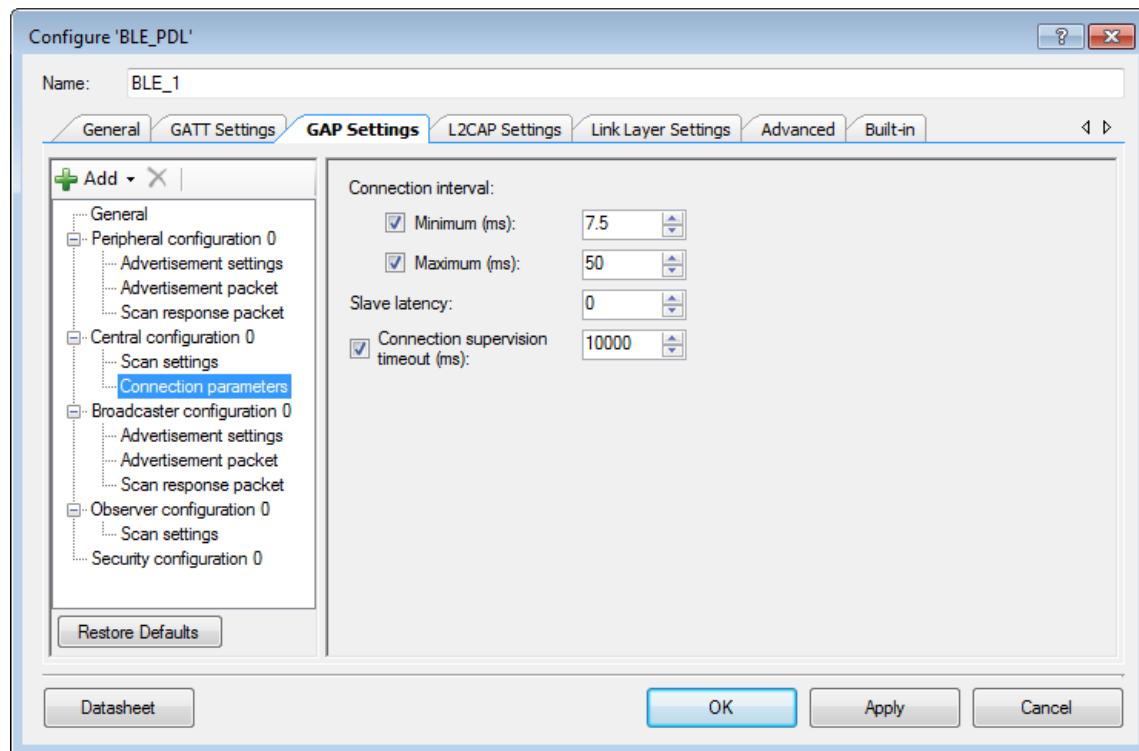 Configure 'BLE_PDL'
Name: BLE_1
General GATT Settings GAP Settings L2CAP Settings Link Layer Settings Advanced Built-in
Add
General
Peripheral configuration 0
Advertisement settings
Advertisement packet
Scan response packet
Central configuration 0
Scan settings
Connection parameters
Broadcaster configuration 0
Advertisement settings
Advertisement packet
Scan response packet
Observer configuration 0
Scan settings
Security configuration 0
Restore Defaults
Connection interval:
Minimum (ms): 7.5
Maximum (ms): 50
Slave latency: 0
Connection supervision
timeout (ms): 10000
Datasheet OK Apply Cancel